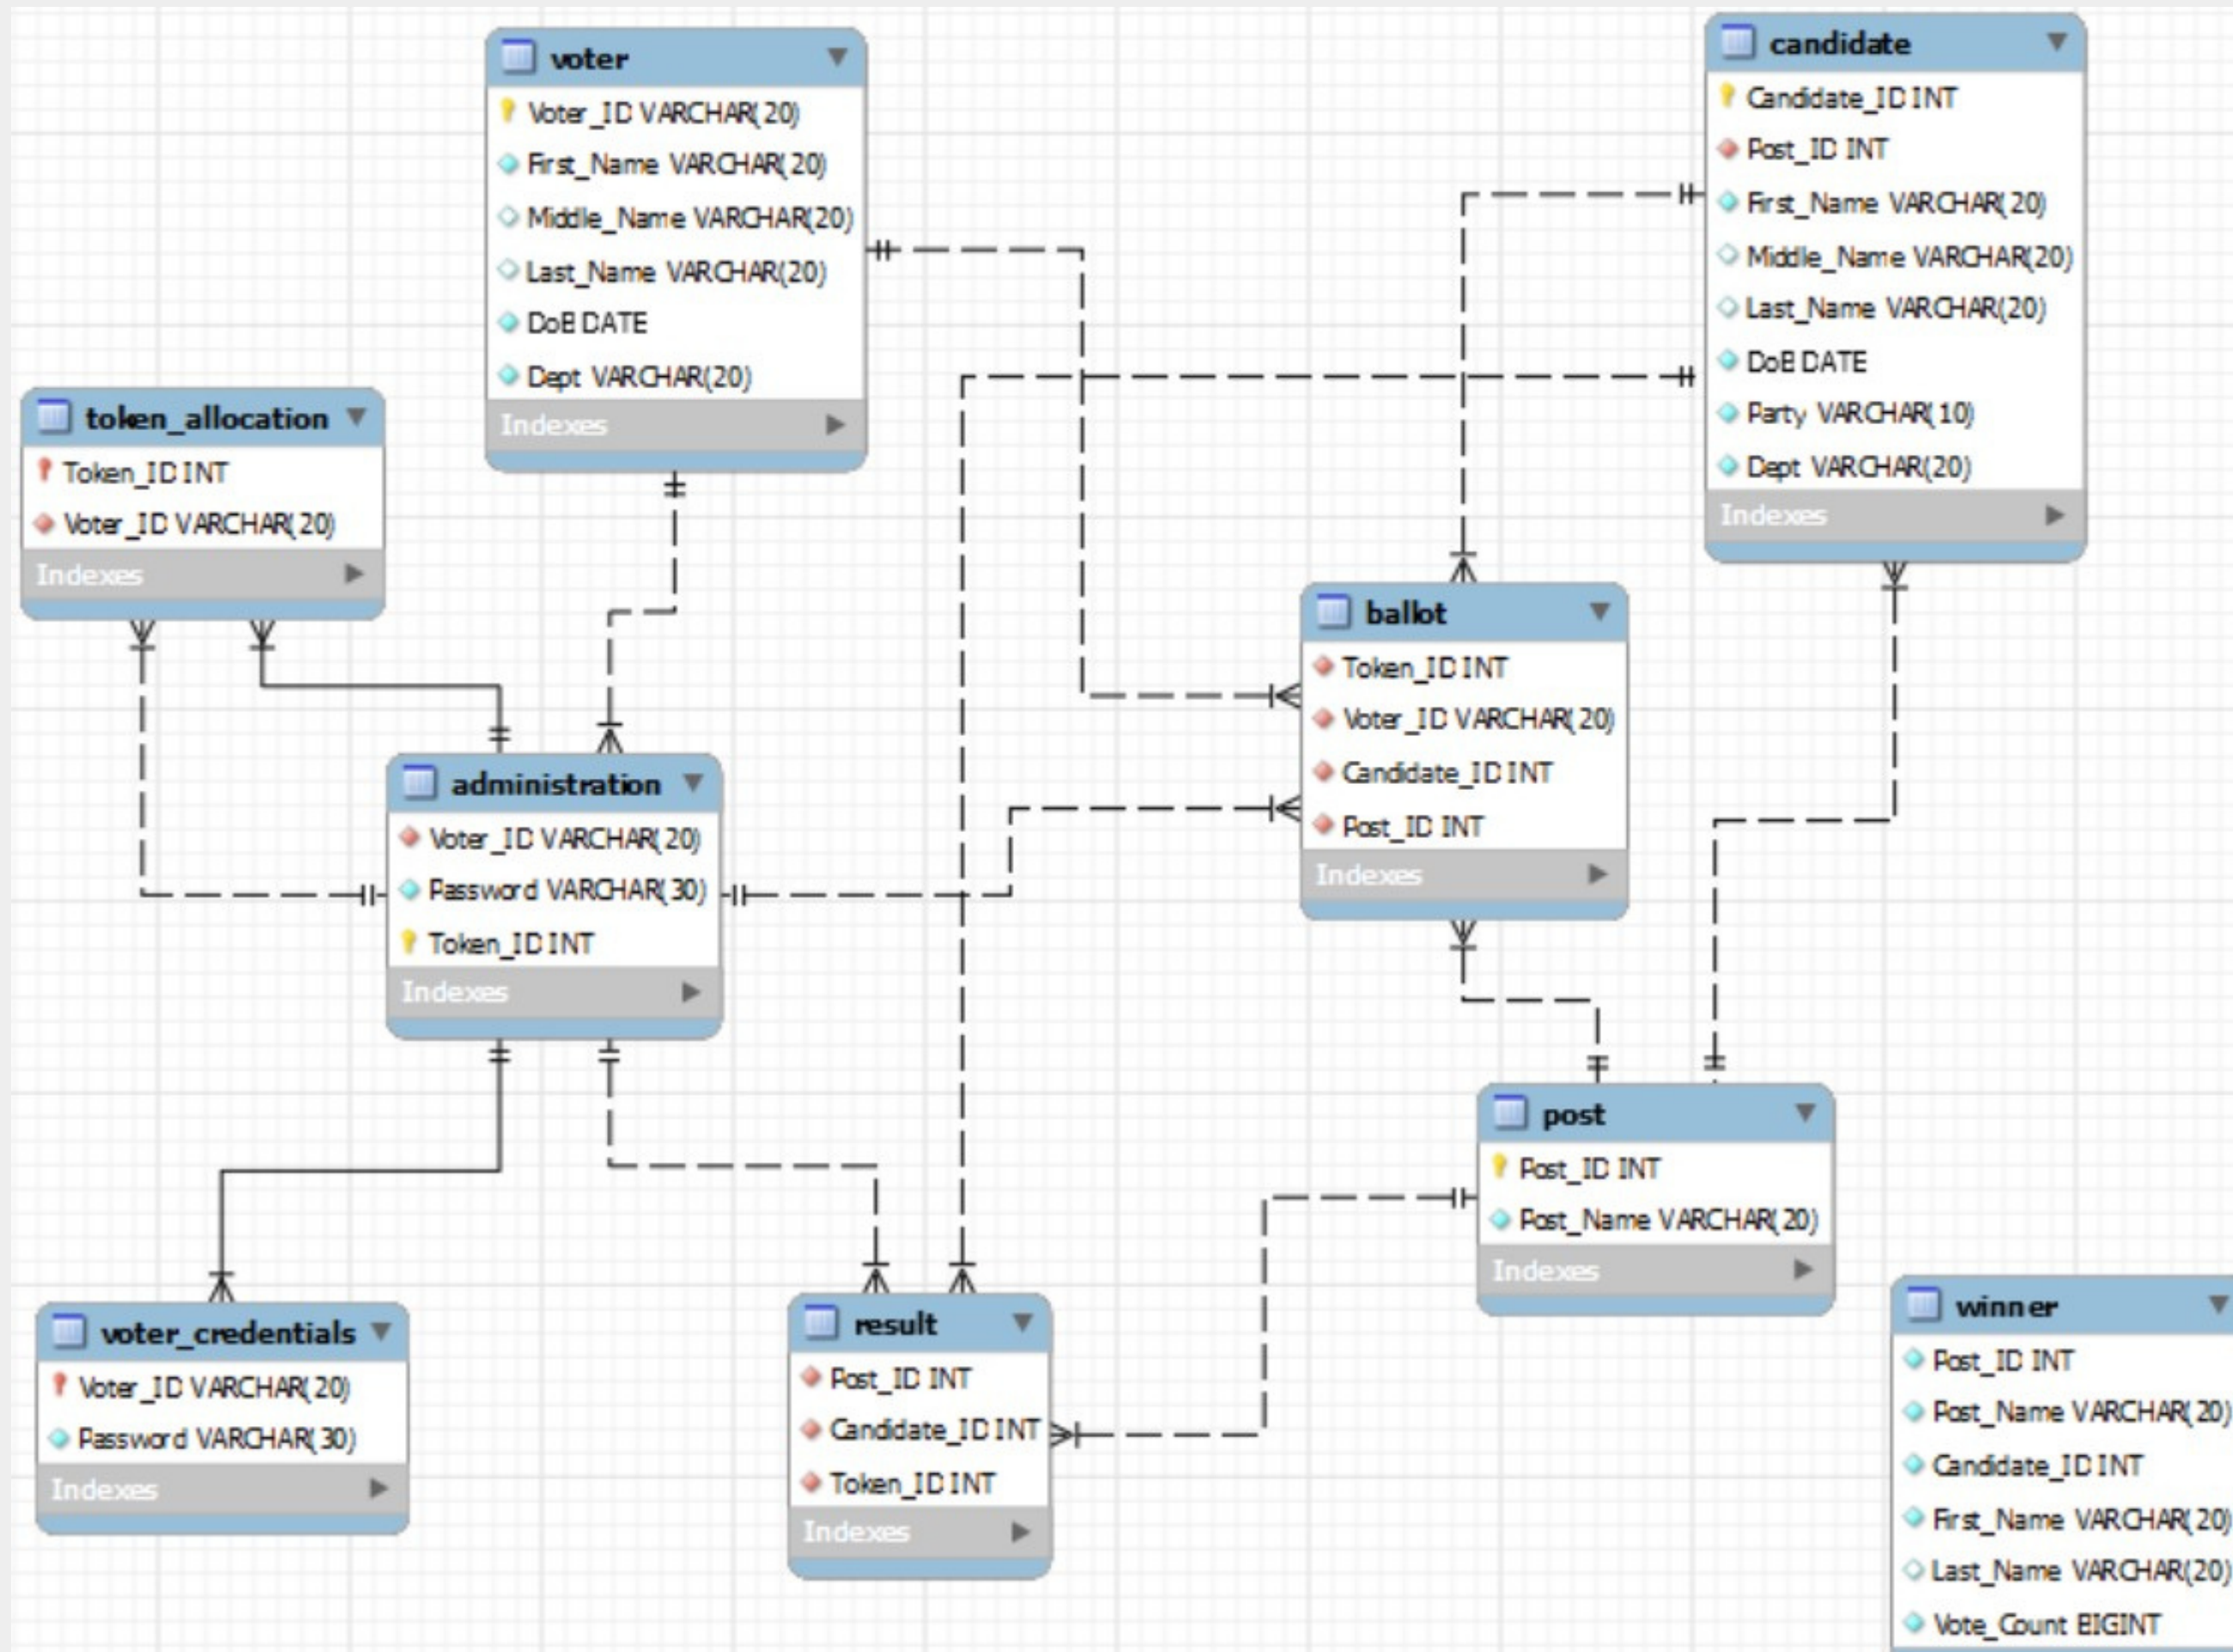 voter
Voter_ID VARCHAR(20)
First_Name VARCHAR(20)
Middle_Name VARCHAR(20)
Last_Name VARCHAR(20)
DoB DATE
Dept VARCHAR(20)
Indexes
candidate
Candidate_ID INT
Post_ID INT
First_Name VARCHAR(20)
Middle_Name VARCHAR(20)
Last_Name VARCHAR(20)
DoB DATE
Party VARCHAR(10)
Dept VARCHAR(20)
Indexes
token_allocation
Token_ID INT
Voter_ID VARCHAR(20)
Indexes
ballot
Token_ID INT
Voter_ID VARCHAR(20)
Candidate_ID INT
Post_ID INT
Indexes
administration
Voter_ID VARCHAR(20)
Password VARCHAR(30)
Token_ID INT
Indexes
post
Post_ID INT
Post_Name VARCHAR(20)
Indexes
voter_credentials
Voter_ID VARCHAR(20)
Password VARCHAR(30)
Indexes
result
Post_ID INT
Candidate_ID INT
Token_ID INT
Indexes
winner
Post_ID INT
Post_Name VARCHAR(20)
Candidate_ID INT
First_Name VARCHAR(20)
Last_Name VARCHAR(20)
Vote_Count BIGINT